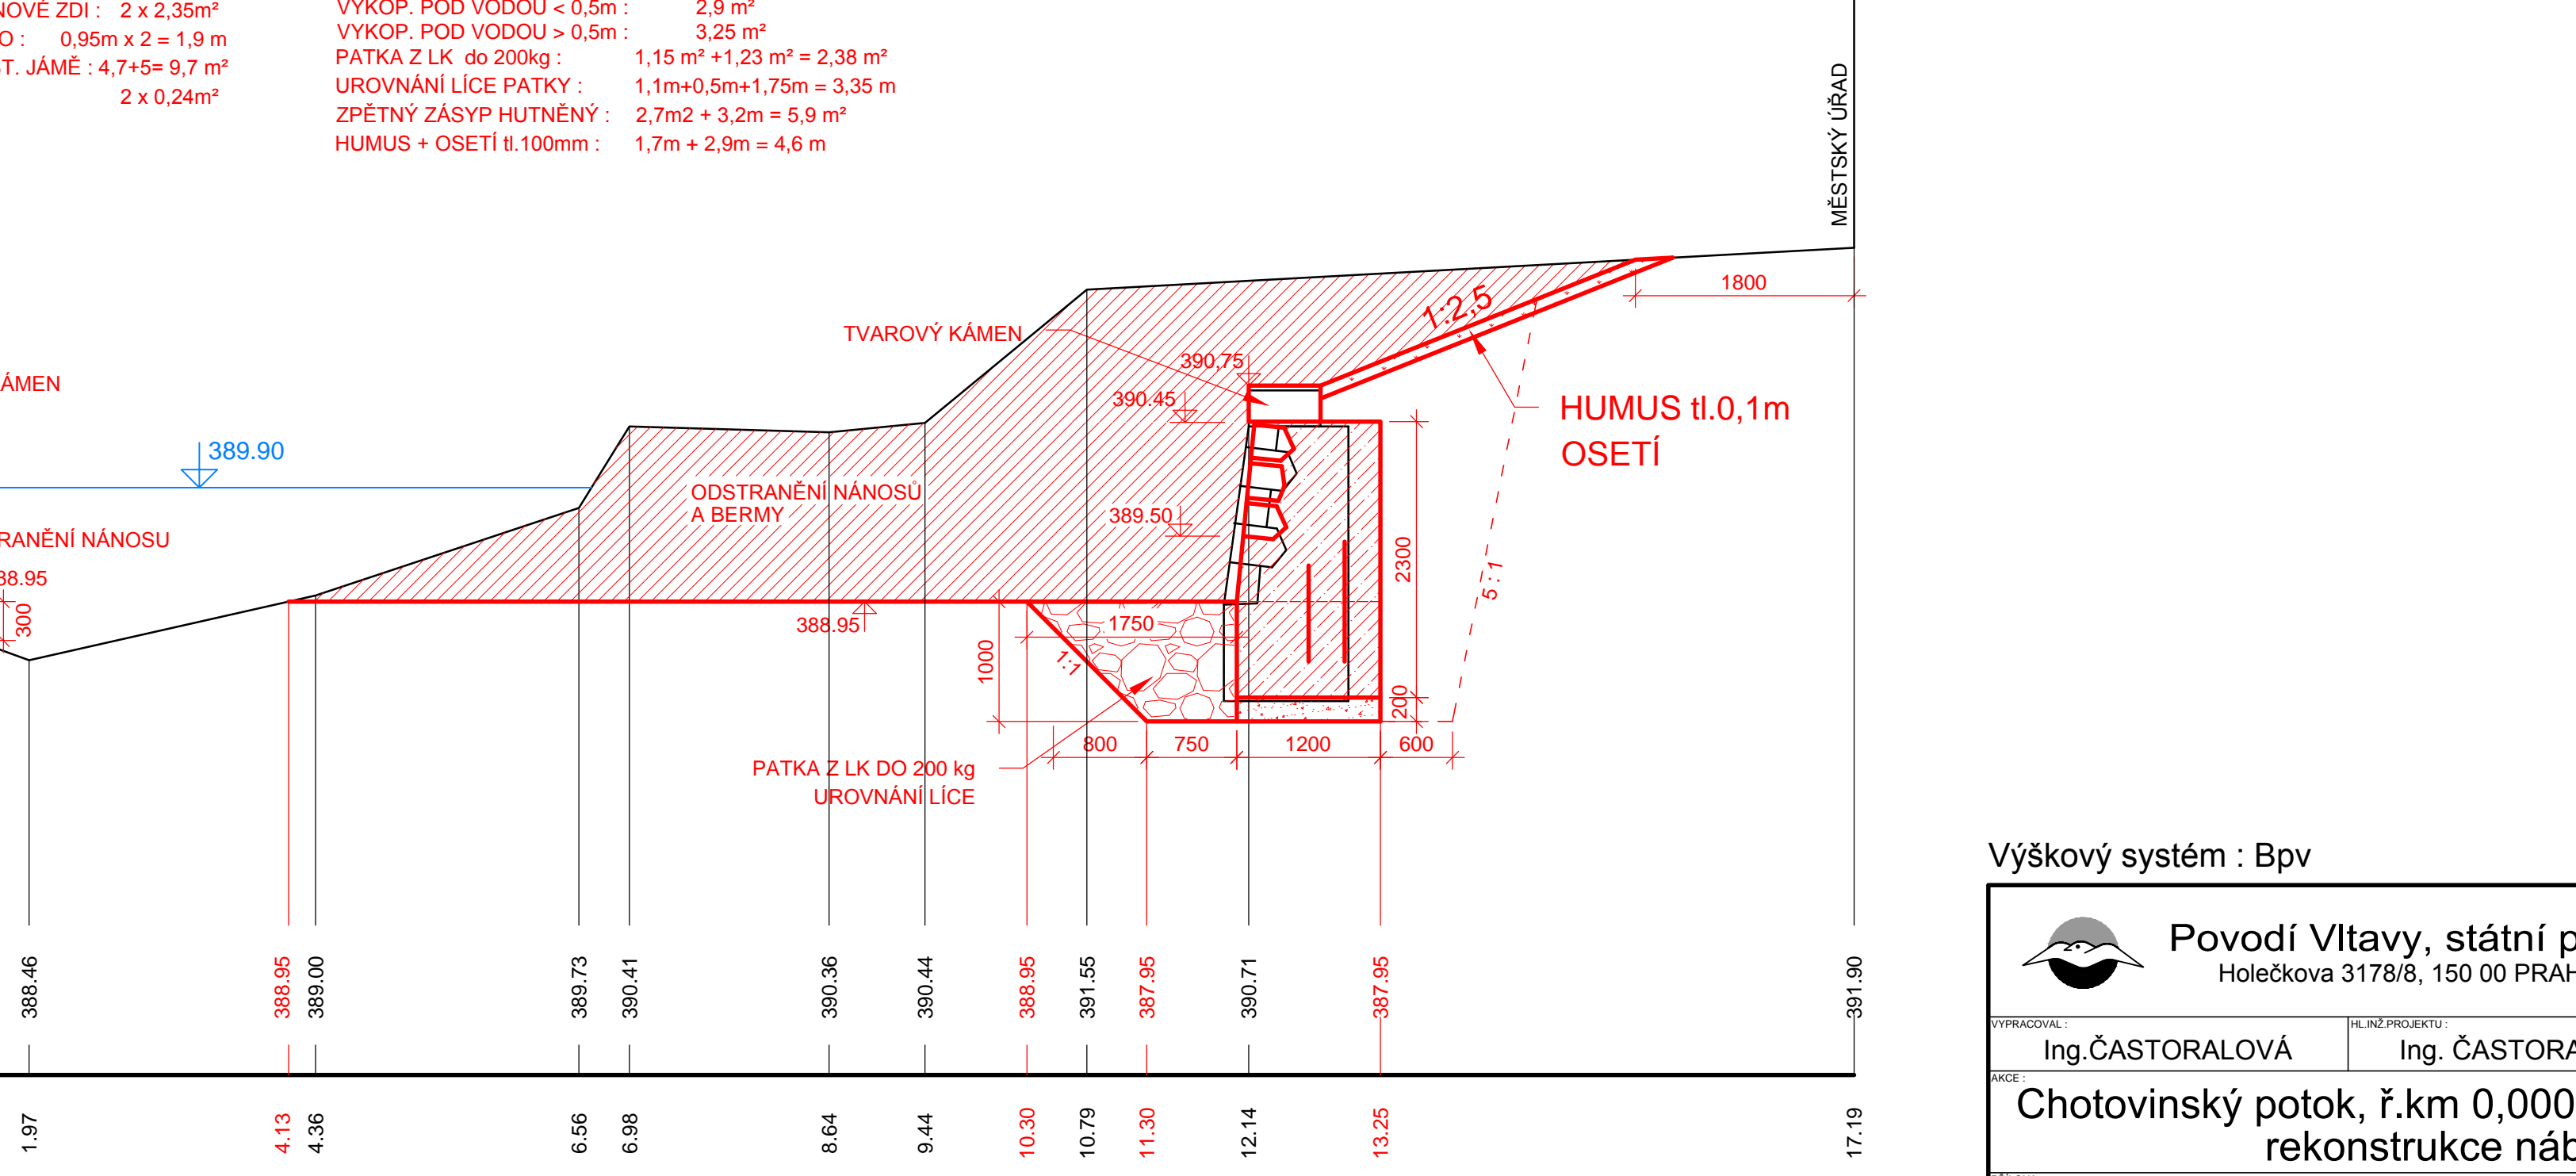 NOVÉ ZDI : 2 x 2,35m²
O : 0,95m x 2 = 1,9 m
T. JÁMĚ : 4,7+5= 9,7 m²
2 x 0,24m²
VÝKOP. POD VODOU < 0,5m : 2,9 m²
VYKOP. POD VODOU > 0,5m : 3,25 m²
PATKA Z LK do 200kg : 1,15 m² +1,23 m² = 2,38 m²
UROVNÁNÍ LÍCE PATKY : 1,1m+0,5m+1,75m = 3,35 m
ZPĚTNÝ ZÁSYP HUTNĚNÝ : 2,7m2 + 3,2m = 5,9 m²
HUMUS + OSETÍ tl.100mm : 1,7m + 2,9m = 4,6 m
MĚSTSKÝ ÚŘAD
1800
1:2,5
TVAROVÝ KÁMEN
390,75
390.45
ÁMEN
HUMUS tl.0,1m
OSETÍ
389.90
ODSTRANĚNÍ NÁNOSŮ
A BERMY
389.50
RANĚNÍ NÁNOSU
2300
5 : 1
38.95
300
388.95
1750
1000
1:1
200
800 750 1200 600
PATKA Z LK DO 200 kg
UROVNÁNÍ LÍCE
388.46 388.95 389.00 389.73 390.41 390.36 390.44 388.95 391.55 387.95 390.71 387.95 391.90
1.97 4.13 4.36 6.56 6.98 8.64 9.44 10.30 10.79 11.30 12.14 13.25 17.19
Výškový systém : Bpv
Povodí Vltavy, státní p
Holečkova 3178/8, 150 00 PRAH
VYPRACOVAL :
HL.INŽ.PROJEKTU :
Ing.ČASTORALOVÁ
Ing. ČASTORA
AKCE :
Chotovinský potok, ř.km 0,000
rekonstrukce náb